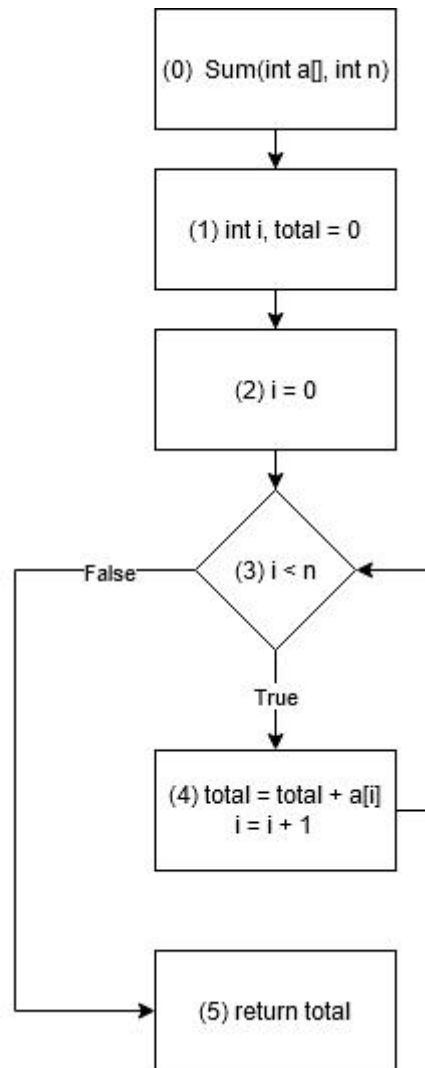 (0) Sum(int a[], int n)
(1) int i, total = 0
(2) i = 0
(3) i < n
False
True
(4) total = total + a[i]
i = i + 1
(5) return total